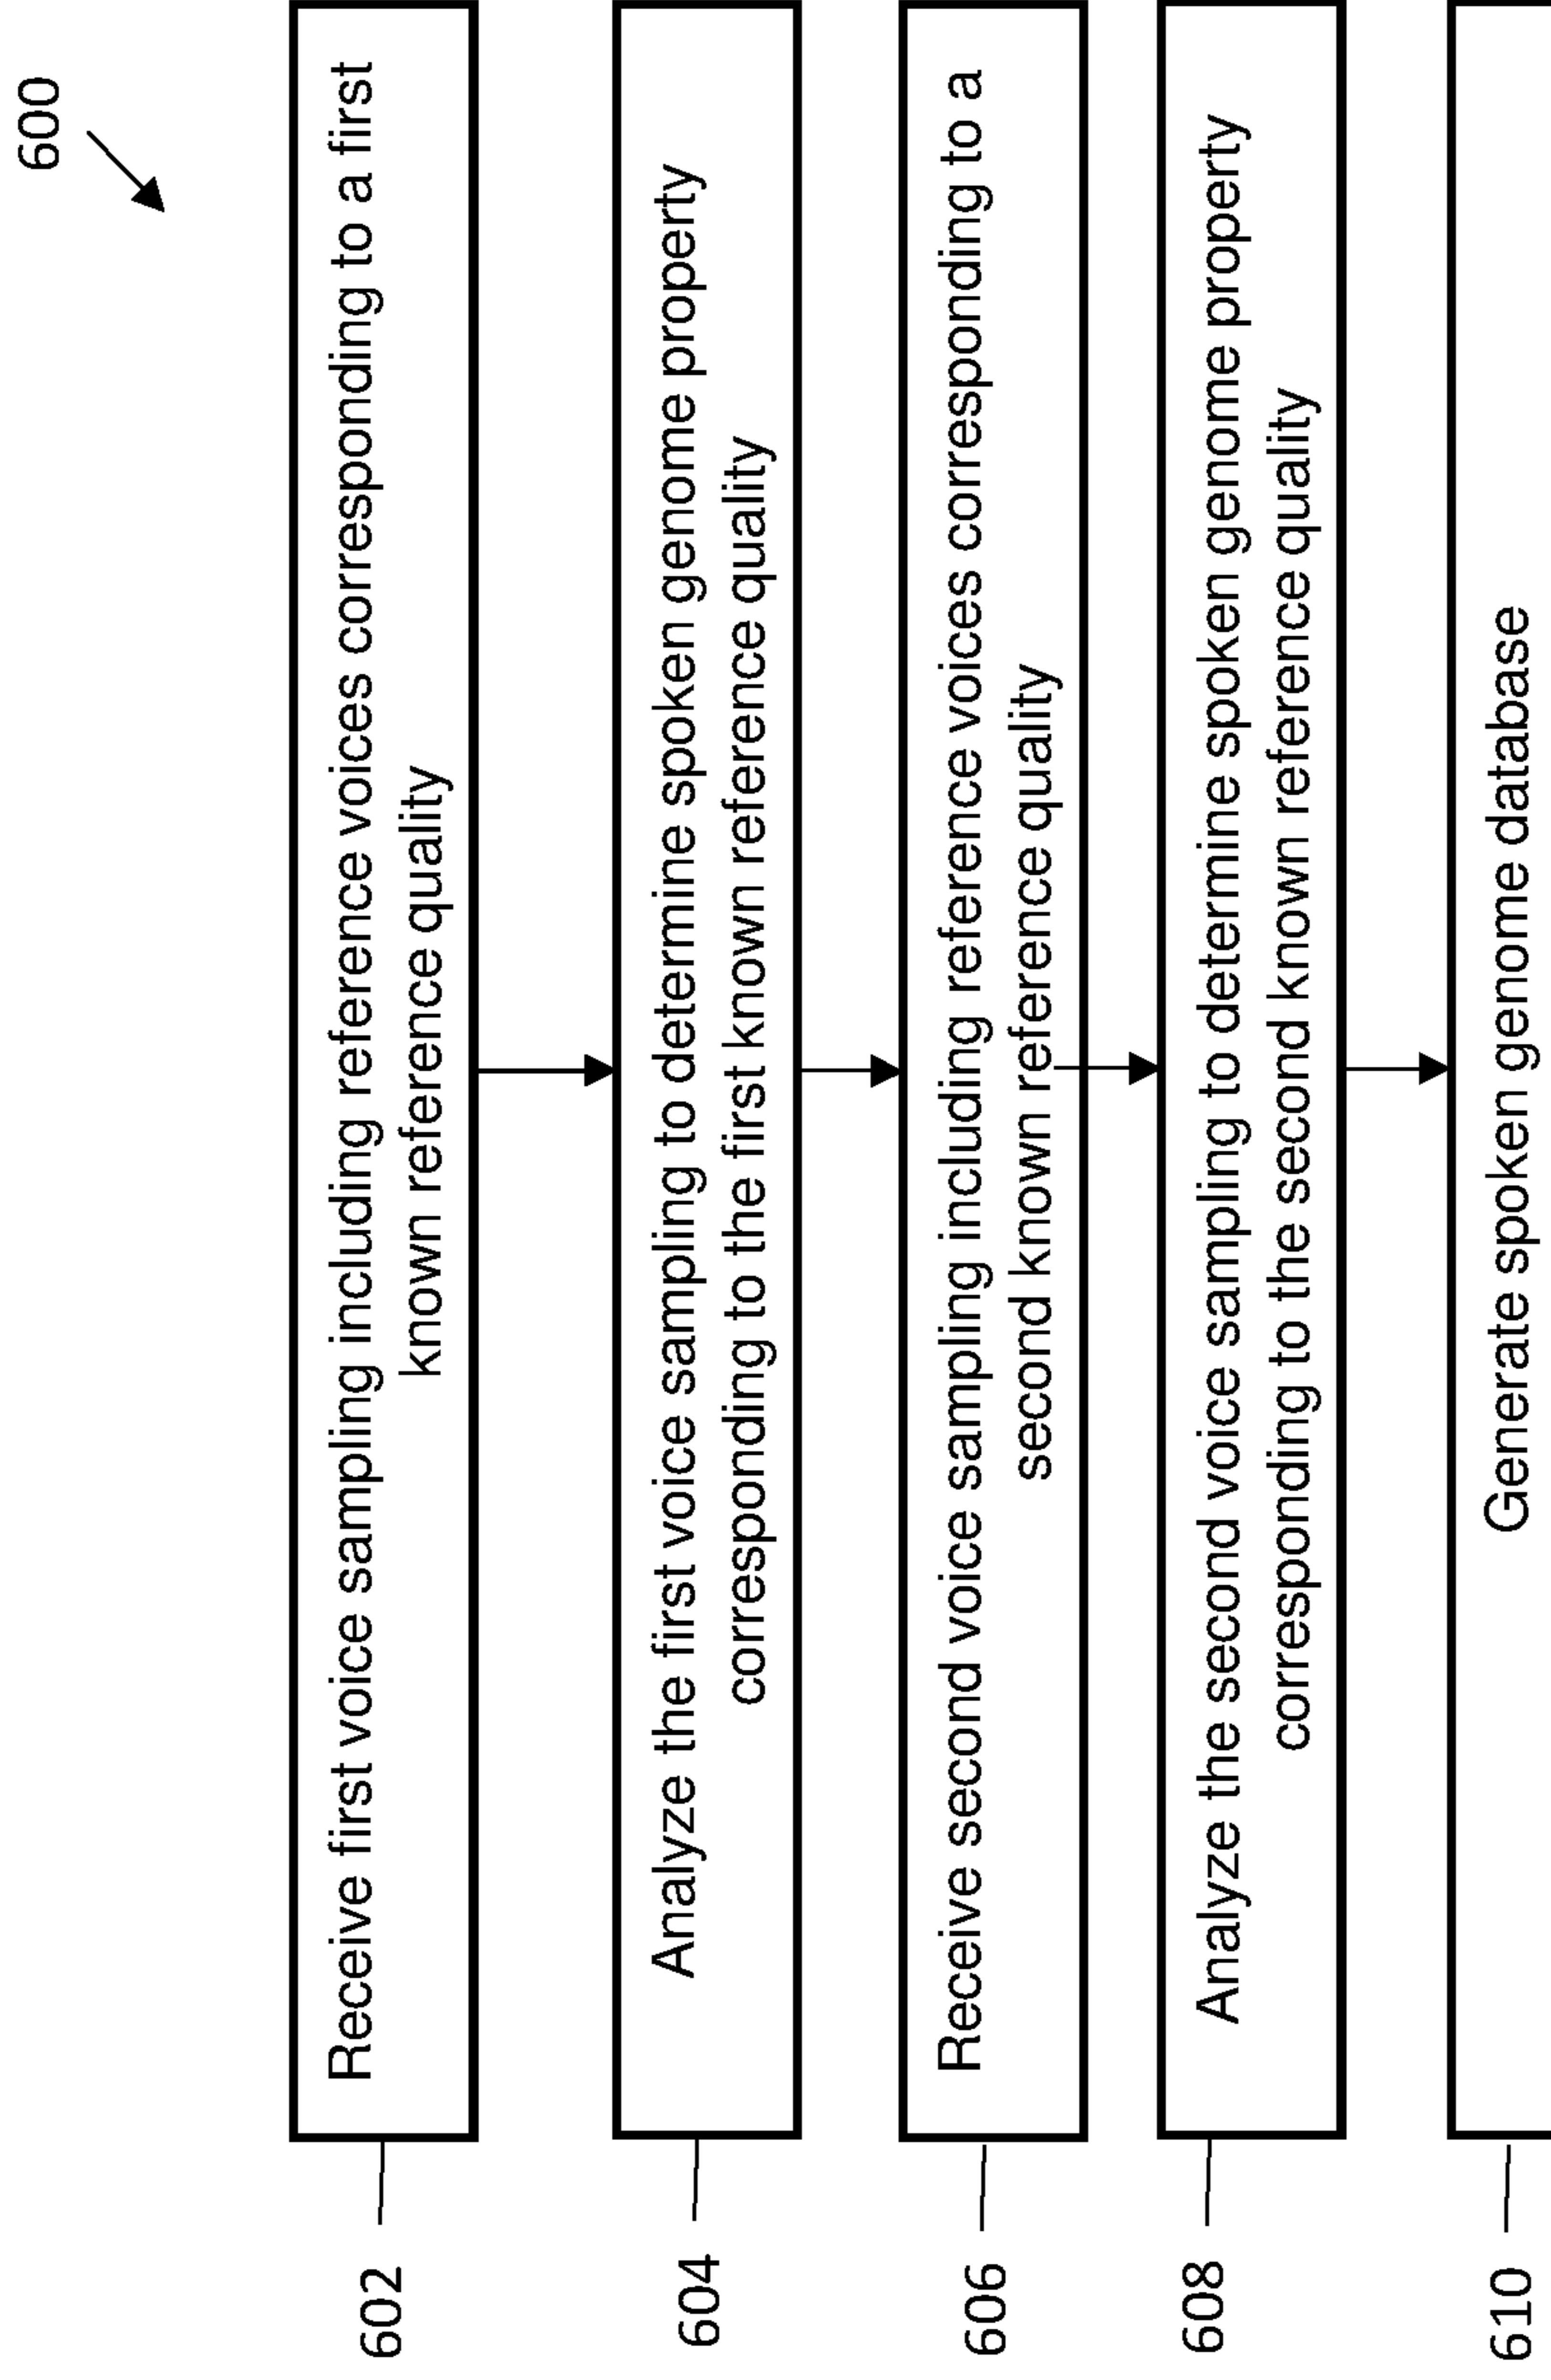 600
602
Receive first voice sampling including reference voices corresponding to a first
known reference quality
604
Analyze the first voice sampling to determine spoken genome property
corresponding to the first known reference quality
606
Receive second voice sampling including reference voices corresponding to a
second known reference quality
608
Analyze the second voice sampling to determine spoken genome property
corresponding to the second known reference quality
610
Generate spoken genome database